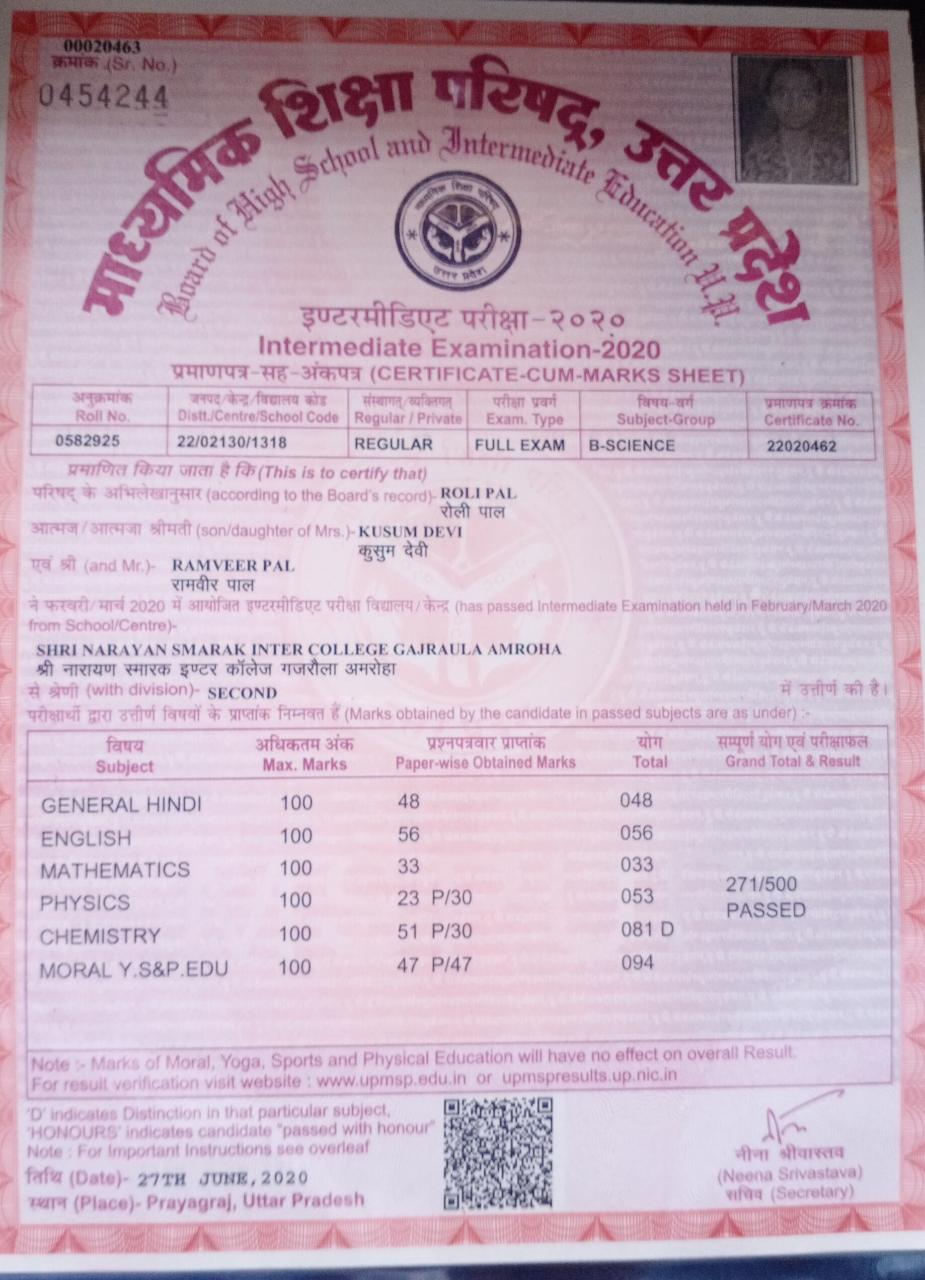 00020463
क्रमांक (Sr. No.)
0454244
माध्यमिक शिक्षा परिषद्, उत्तर प्रदेश
Board of High School and Intermediate Education U.P.
माध्यमिक शिक्षा परिषद्
उत्तर प्रदेश
इण्टरमीडिएट परीक्षा-२०२०
Intermediate Examination-2020
प्रमाणपत्र-सह-अंकपत्र (CERTIFICATE-CUM-MARKS SHEET)
अनुक्रमांक जनपद/केन्द्र/विद्यालय कोड संस्थागत/व्यक्तिगत परीक्षा प्रवर्ग विषय-वर्ग प्रमाणपत्र क्रमांक
Roll No. Distt./Centre/School Code Regular / Private Exam. Type Subject-Group Certificate No.
0582925 22/02130/1318 REGULAR FULL EXAM B-SCIENCE 22020462
प्रमाणित किया जाता है कि (This is to certify that)
परिषद् के अभिलेखानुसार (according to the Board's record)- ROLI PAL
रोली पाल
आत्मज/आत्मजा श्रीमती (son/daughter of Mrs.)- KUSUM DEVI
कुसुम देवी
एवं श्री (and Mr.)- RAMVEER PAL
रामवीर पाल
ने फरवरी/मार्च 2020 में आयोजित इण्टरमीडिएट परीक्षा विद्यालय/केन्द्र (has passed Intermediate Examination held in February/March 2020
from School/Centre)-
SHRI NARAYAN SMARAK INTER COLLEGE GAJRAULA AMROHA
श्री नारायण स्मारक इण्टर कॉलेज गजरौला अमरोहा
से श्रेणी (with division)- SECOND में उत्तीर्ण की है।
परीक्षार्थी द्वारा उत्तीर्ण विषयों के प्राप्तांक निम्नवत हैं (Marks obtained by the candidate in passed subjects are as under) :-
विषय अधिकतम अंक प्रश्नपत्रवार प्राप्तांक योग सम्पूर्ण योग एवं परीक्षाफल
Subject Max. Marks Paper-wise Obtained Marks Total Grand Total & Result
GENERAL HINDI 100 48 048
ENGLISH 100 56 056
MATHEMATICS 100 33 033
271/500
PHYSICS 100 23 P/30 053
PASSED
CHEMISTRY 100 51 P/30 081 D
MORAL Y.S&P.EDU 100 47 P/47 094
Note :- Marks of Moral, Yoga, Sports and Physical Education will have no effect on overall Result.
For result verification visit website : www.upmsp.edu.in or upmspresults.up.nic.in
'D' indicates Distinction in that particular subject,
'HONOURS' indicates candidate "passed with honour"
Note : For Important Instructions see overleaf
तिथि (Date)- 27TH JUNE, 2020
स्थान (Place)- Prayagraj, Uttar Pradesh
नीना श्रीवास्तव
(Neena Srivastava)
सचिव (Secretary)